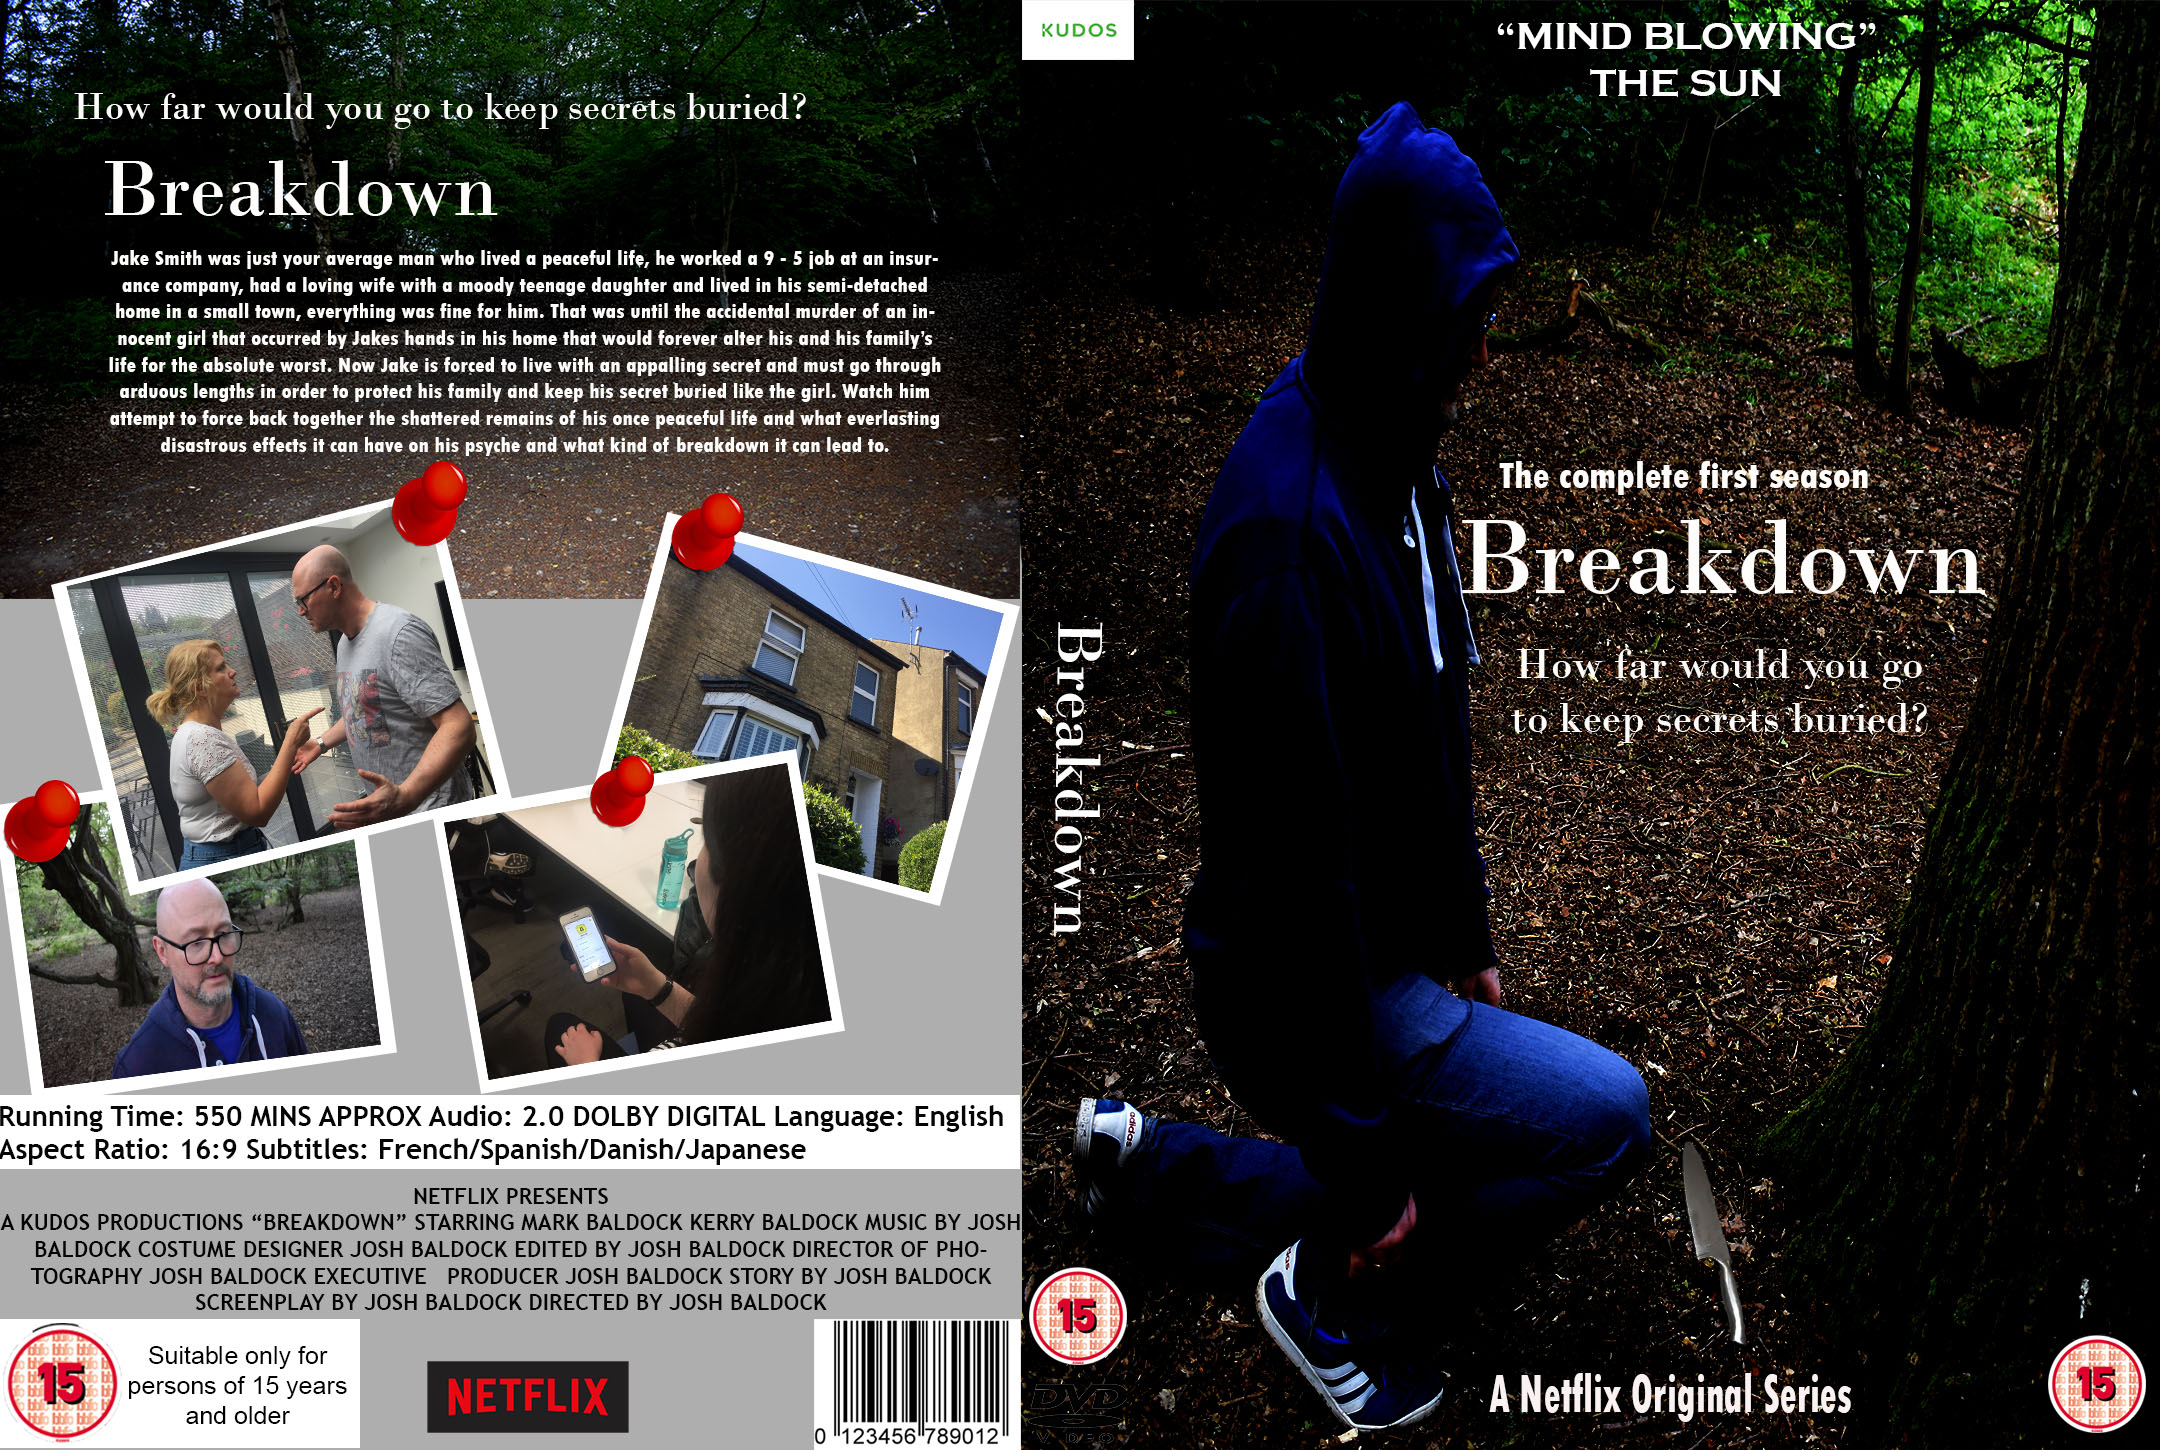 How far would you go to keep secrets buried?
Breakdown
Jake Smith was just your average man who lived a peaceful life, he worked a 9 - 5 job at an insur-
ance company, had a loving wife with a moody teenage daughter and lived in his semi-detached
home in a small town, everything was fine for him. That was until the accidental murder of an in-
nocent girl that occurred by Jakes hands in his home that would forever alter his and his family's
life for the absolute worst. Now Jake is forced to live with an appalling secret and must go through
arduous lengths in order to protect his family and keep his secret buried like the girl. Watch him
attempt to force back together the shattered remains of his once peaceful life and what everlasting
disastrous effects it can have on his psyche and what kind of breakdown it can lead to.
Running Time: 550 MINS APPROX Audio: 2.0 DOLBY DIGITAL Language: English
Aspect Ratio: 16:9 Subtitles: French/Spanish/Danish/Japanese
NETFLIX PRESENTS
A KUDOS PRODUCTIONS “BREAKDOWN” STARRING MARK BALDOCK KERRY BALDOCK MUSIC BY JOSH
BALDOCK COSTUME DESIGNER JOSH BALDOCK EDITED BY JOSH BALDOCK DIRECTOR OF PHO-
TOGRAPHY JOSH BALDOCK EXECUTIVE PRODUCER JOSH BALDOCK STORY BY JOSH BALDOCK
SCREENPLAY BY JOSH BALDOCK DIRECTED BY JOSH BALDOCK
15
Suitable only for
persons of 15 years
and older
NETFLIX
0 123456 789012
Breakdown
15
DVD
VIDEO
KUDOS
“MIND BLOWING”
THE SUN
The complete first season
Breakdown
How far would you go
to keep secrets buried?
adidas
A Netflix Original Series
15